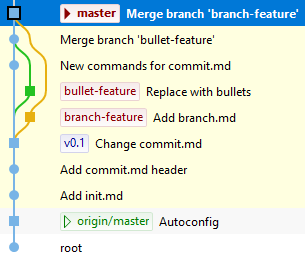 master Merge branch 'branch-feature'
Merge branch 'bullet-feature'
New commands for commit.md
bullet-feature Replace with bullets
branch-feature Add branch.md
v0.1 Change commit.md
Add commit.md header
Add init.md
origin/master Autoconfig
root